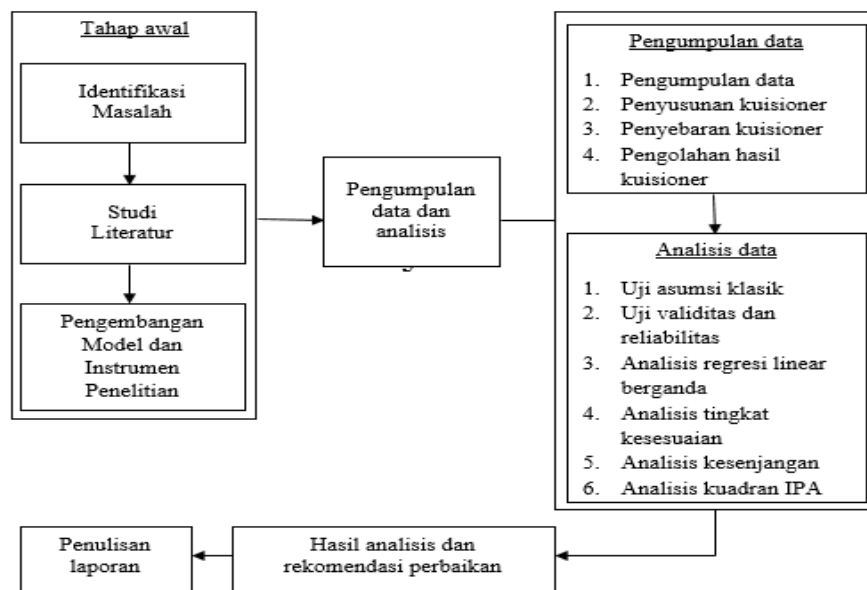 Tahap awal
Identifikasi
Masalah
Studi
Literatur
Pengembangan
Model dan
Instrumen
Penelitian
Pengumpulan
data dan
analisis
Pengumpulan data
1. Pengumpulan data
2. Penyusunan kuisioner
3. Penyebaran kuisioner
4. Pengolahan hasil
kuisioner
Analisis data
1. Uji asumsi klasik
2. Uji validitas dan
reliabilitas
3. Analisis regresi linear
berganda
4. Analisis tingkat
kesesuaian
5. Analisis kesenjangan
6. Analisis kuadran IPA
Hasil analisis dan
rekomendasi perbaikan
Penulisan
laporan